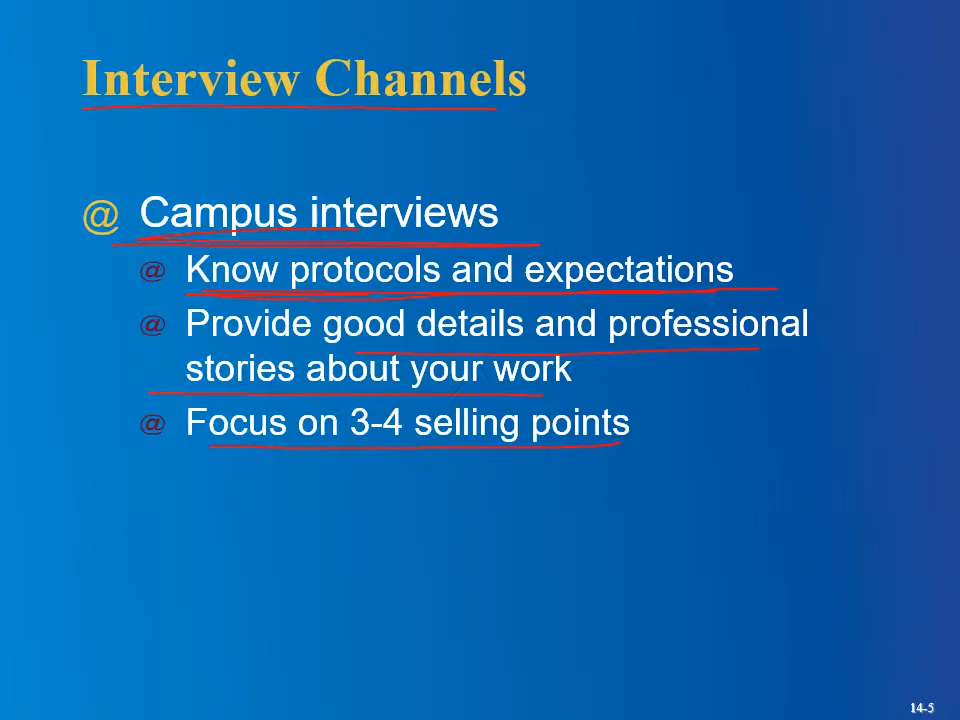 Interview Channels
@ Campus interviews
@ Know protocols and expectations
@ Provide good details and professional
stories about your work
@ Focus on 3-4 selling points
14-5